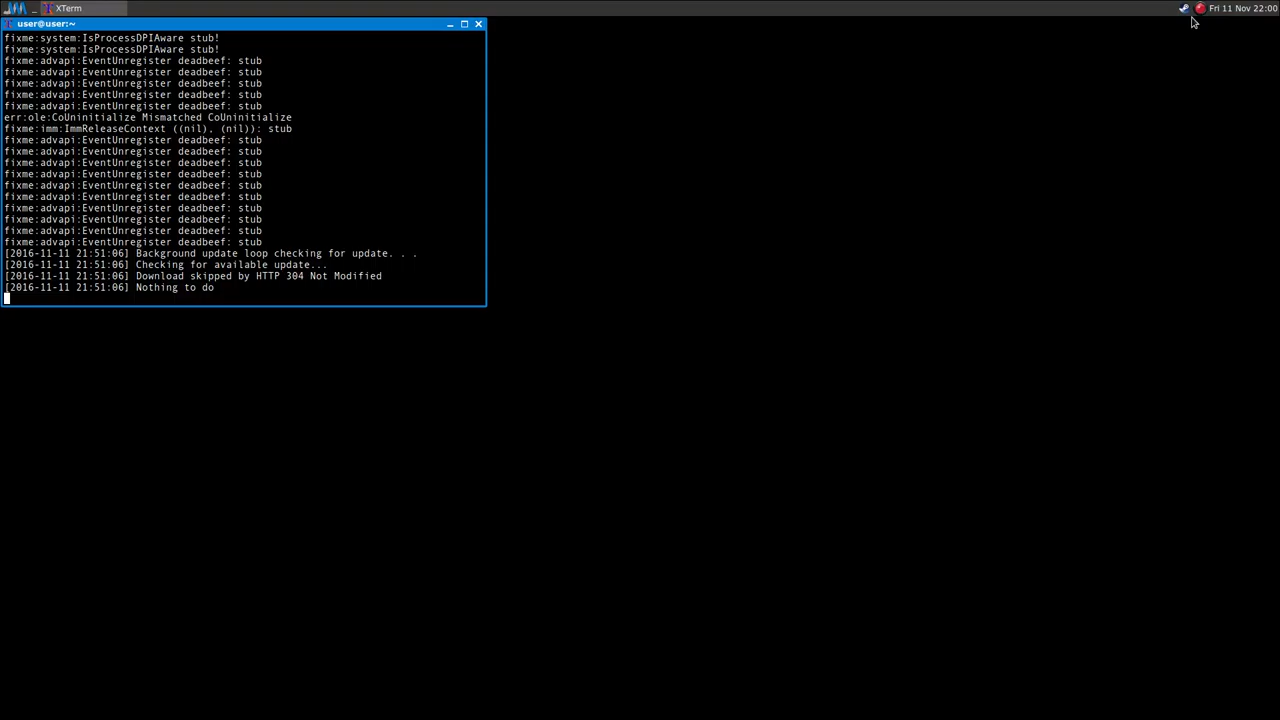 XTerm
Fri 11 Nov 22:00
user@user:~
fixme:system:IsProcessDPIAware stub!
fixme:system:IsProcessDPIAware stub!
fixme:advapi:EventUnregister deadbeef: stub
fixme:advapi:EventUnregister deadbeef: stub
fixme:advapi:EventUnregister deadbeef: stub
fixme:advapi:EventUnregister deadbeef: stub
fixme:advapi:EventUnregister deadbeef: stub
err:ole:CoUninitialize Mismatched CoUninitialize
fixme:imm:ImmReleaseContext ((nil), (nil)): stub
fixme:advapi:EventUnregister deadbeef: stub
fixme:advapi:EventUnregister deadbeef: stub
fixme:advapi:EventUnregister deadbeef: stub
fixme:advapi:EventUnregister deadbeef: stub
fixme:advapi:EventUnregister deadbeef: stub
fixme:advapi:EventUnregister deadbeef: stub
fixme:advapi:EventUnregister deadbeef: stub
fixme:advapi:EventUnregister deadbeef: stub
fixme:advapi:EventUnregister deadbeef: stub
fixme:advapi:EventUnregister deadbeef: stub
[2016-11-11 21:51:06] Background update loop checking for update. . .
[2016-11-11 21:51:06] Checking for available update...
[2016-11-11 21:51:06] Download skipped by HTTP 304 Not Modified
[2016-11-11 21:51:06] Nothing to do